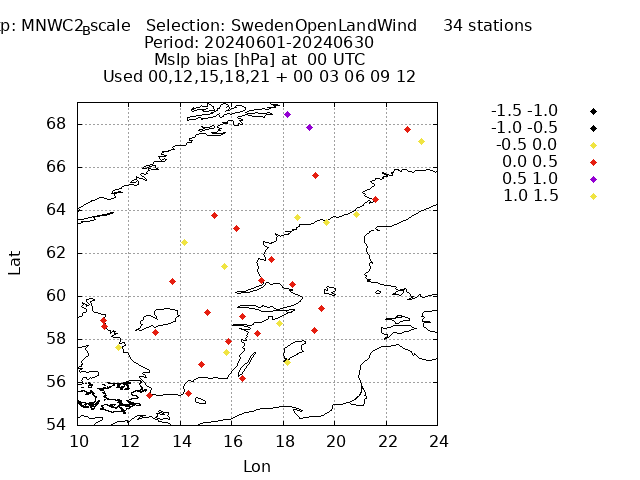 xp: MNWC2Bscale Selection: SwedenOpenLandWind 34 stations
Period: 20240601-20240630
Mslp bias [hPa] at 00 UTC
Used 00,12,15,18,21 + 00 03 06 09 12
-1.5 -1.0
-1.0 -0.5
-0.5 0.0
0.0 0.5
0.5 1.0
1.0 1.5
68
66
64
62
60
58
56
54
Lat
10 12 14 16 18 20 22 24
Lon